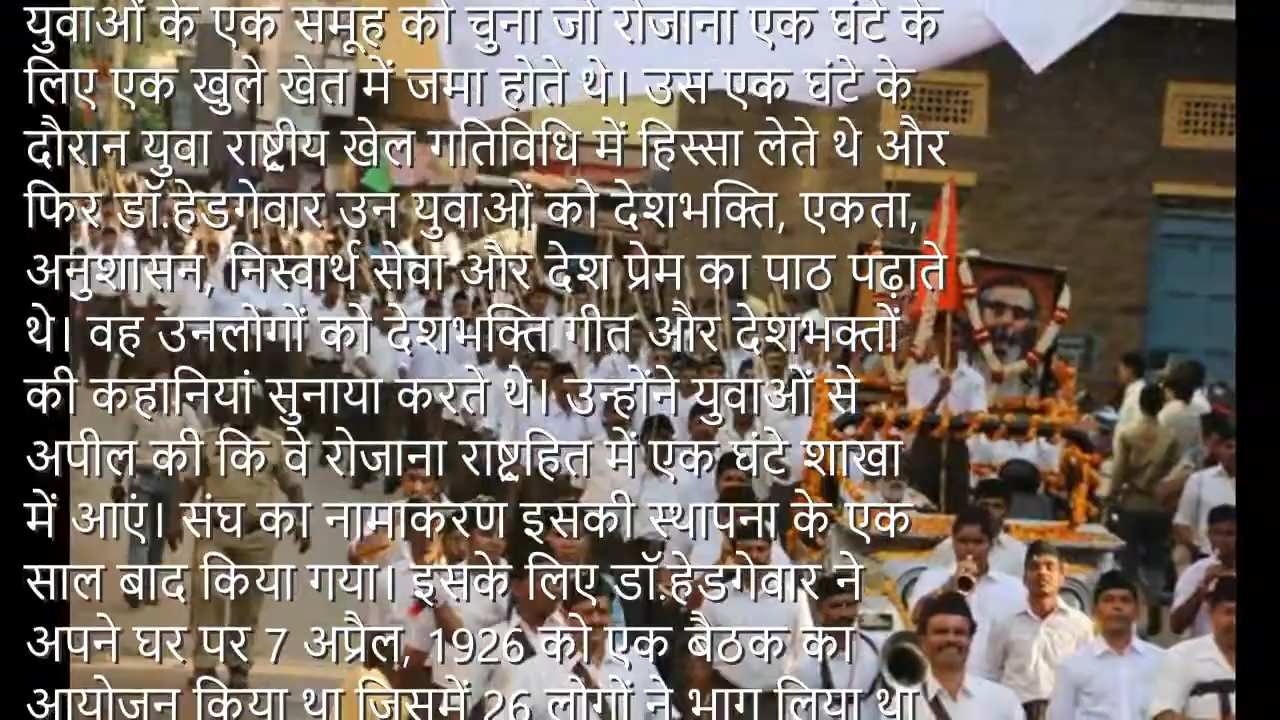 युवाओं के एक समूह को चुना जो रोजाना एक घंटे के
लिए एक खुले खेत में जमा होते थे। उस एक घंटे के
दौरान युवा राष्ट्रीय खेल गतिविधि में हिस्सा लेते थे और
फिर डॉ.हेडगेवार उन युवाओं को देशभक्ति, एकता,
अनुशासन, निस्वार्थ सेवा और देश प्रेम का पाठ पढ़ाते
थे। वह उनलोगों को देशभक्ति गीत और देशभक्तों
की कहानियां सुनाया करते थे। उन्होंने युवाओं से
अपील की कि वे रोजाना राष्ट्रहित में एक घंटे शाखा
में आएं। संघ का नामाकरण इसकी स्थापना के एक
साल बाद किया गया। इसके लिए डॉ.हेडगेवार ने
अपने घर पर 7 अप्रैल, 1926 को एक बैठक का
आयोजन किया था जिसमें 26 लोगों ने भाग लिया था